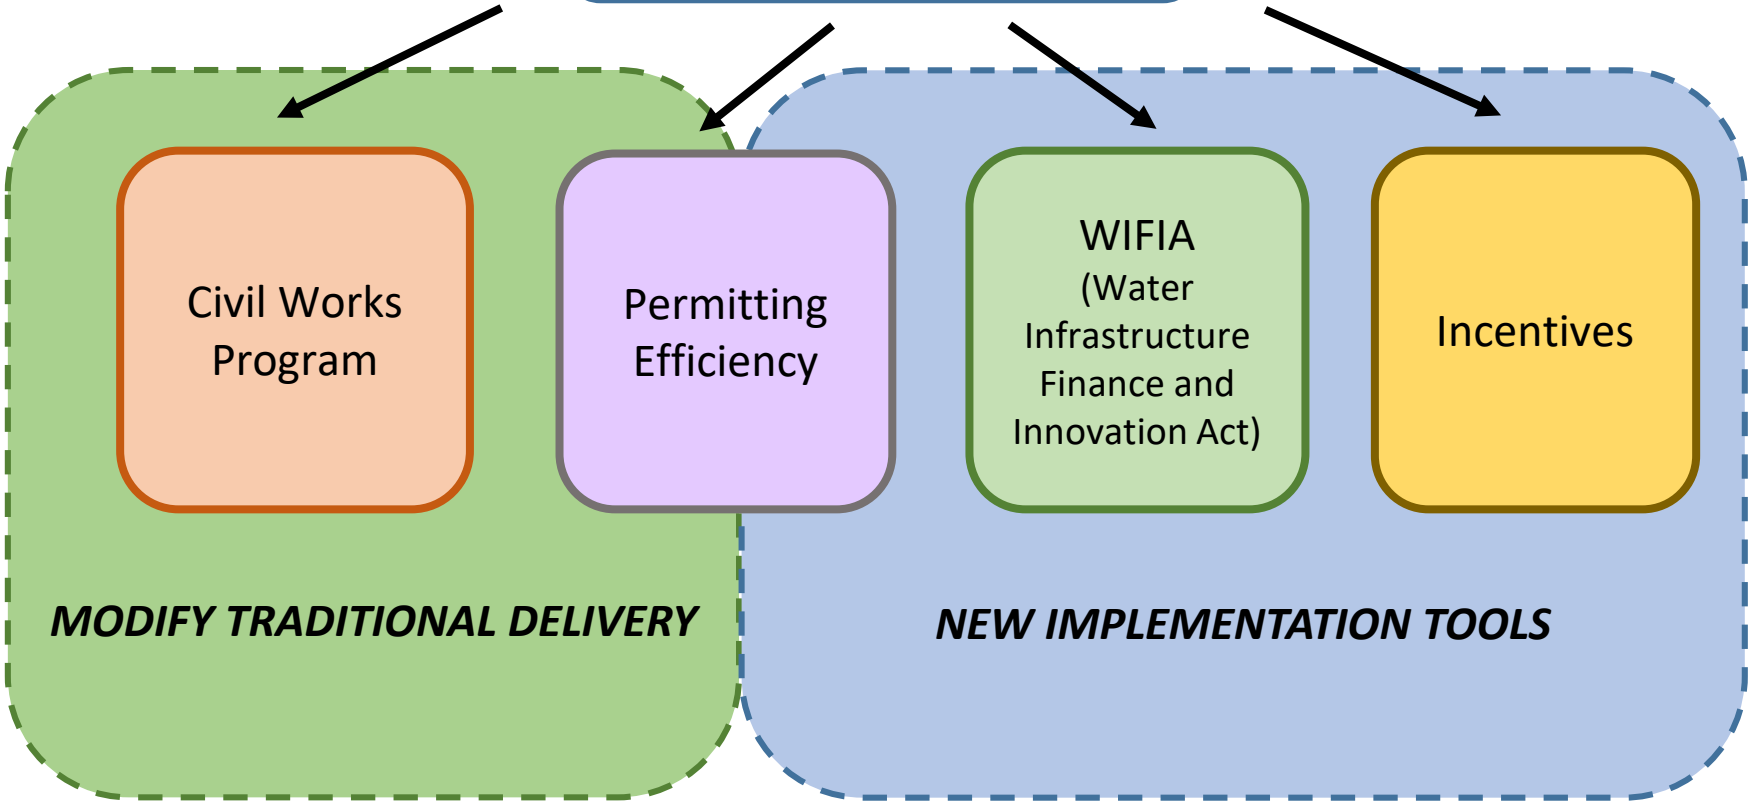 Civil Works
Program
Permitting
Efficiency
WIFIA
(Water
Infrastructure
Finance and
Innovation Act)
Incentives
MODIFY TRADITIONAL DELIVERY
NEW IMPLEMENTATION TOOLS